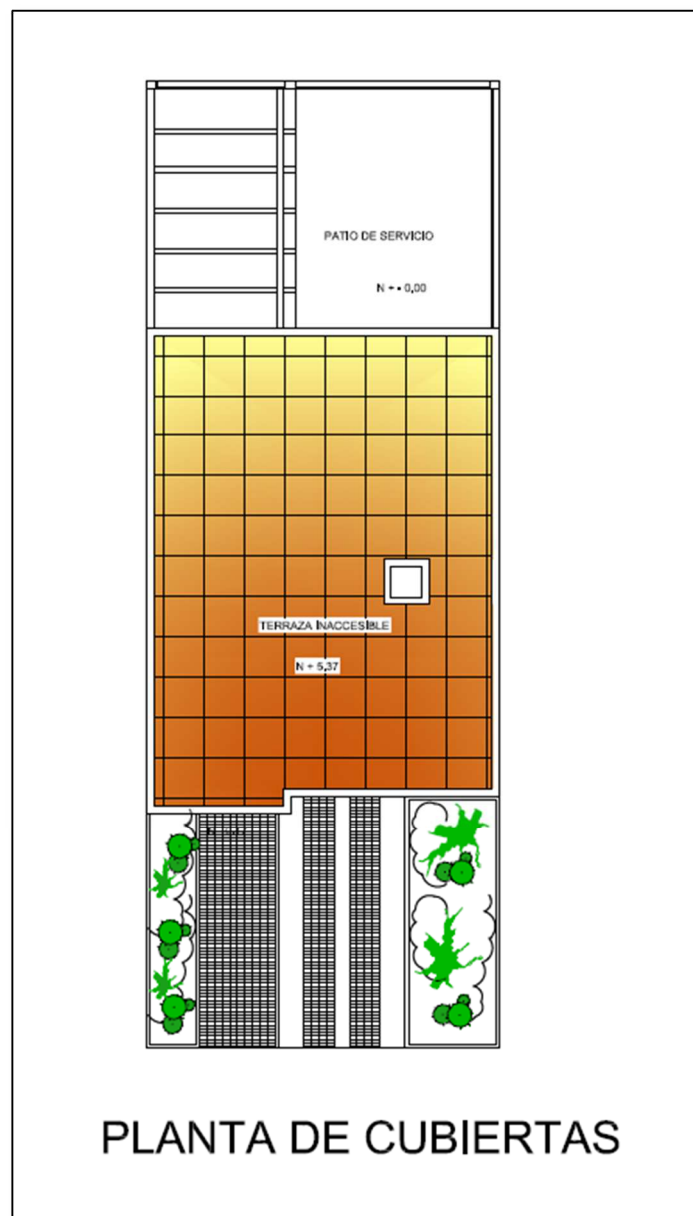 PATIO DE SERVICIO
N +- 0,00
TERRAZA INACCESIBLE
N + 5,37
PLANTA DE CUBIERTAS